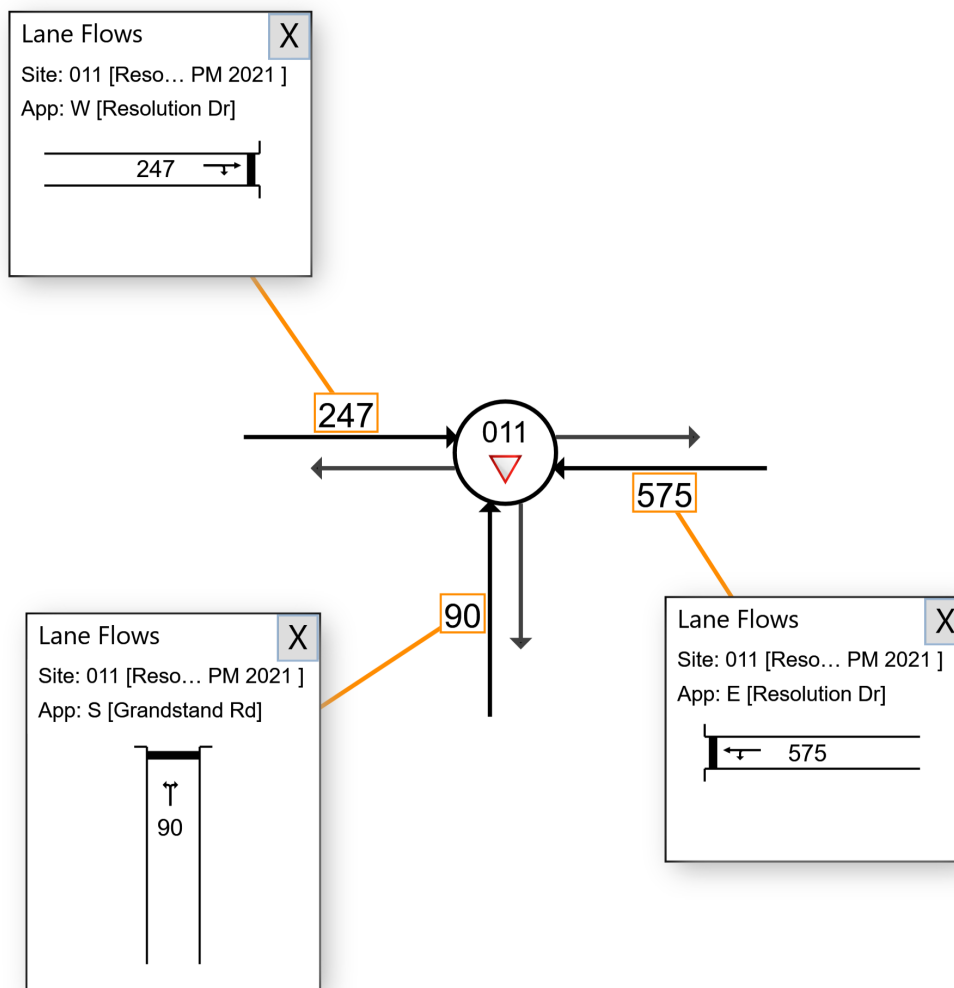 Lane Flows
X
Site: 011 [Reso... PM 2021 ]
App: W [Resolution Dr]
247
247
011
575
90
Lane Flows
X
Site: 011 [Reso... PM 2021 ]
App: S [Grandstand Rd]
90
Lane Flows
X
Site: 011 [Reso... PM 2021 ]
App: E [Resolution Dr]
575